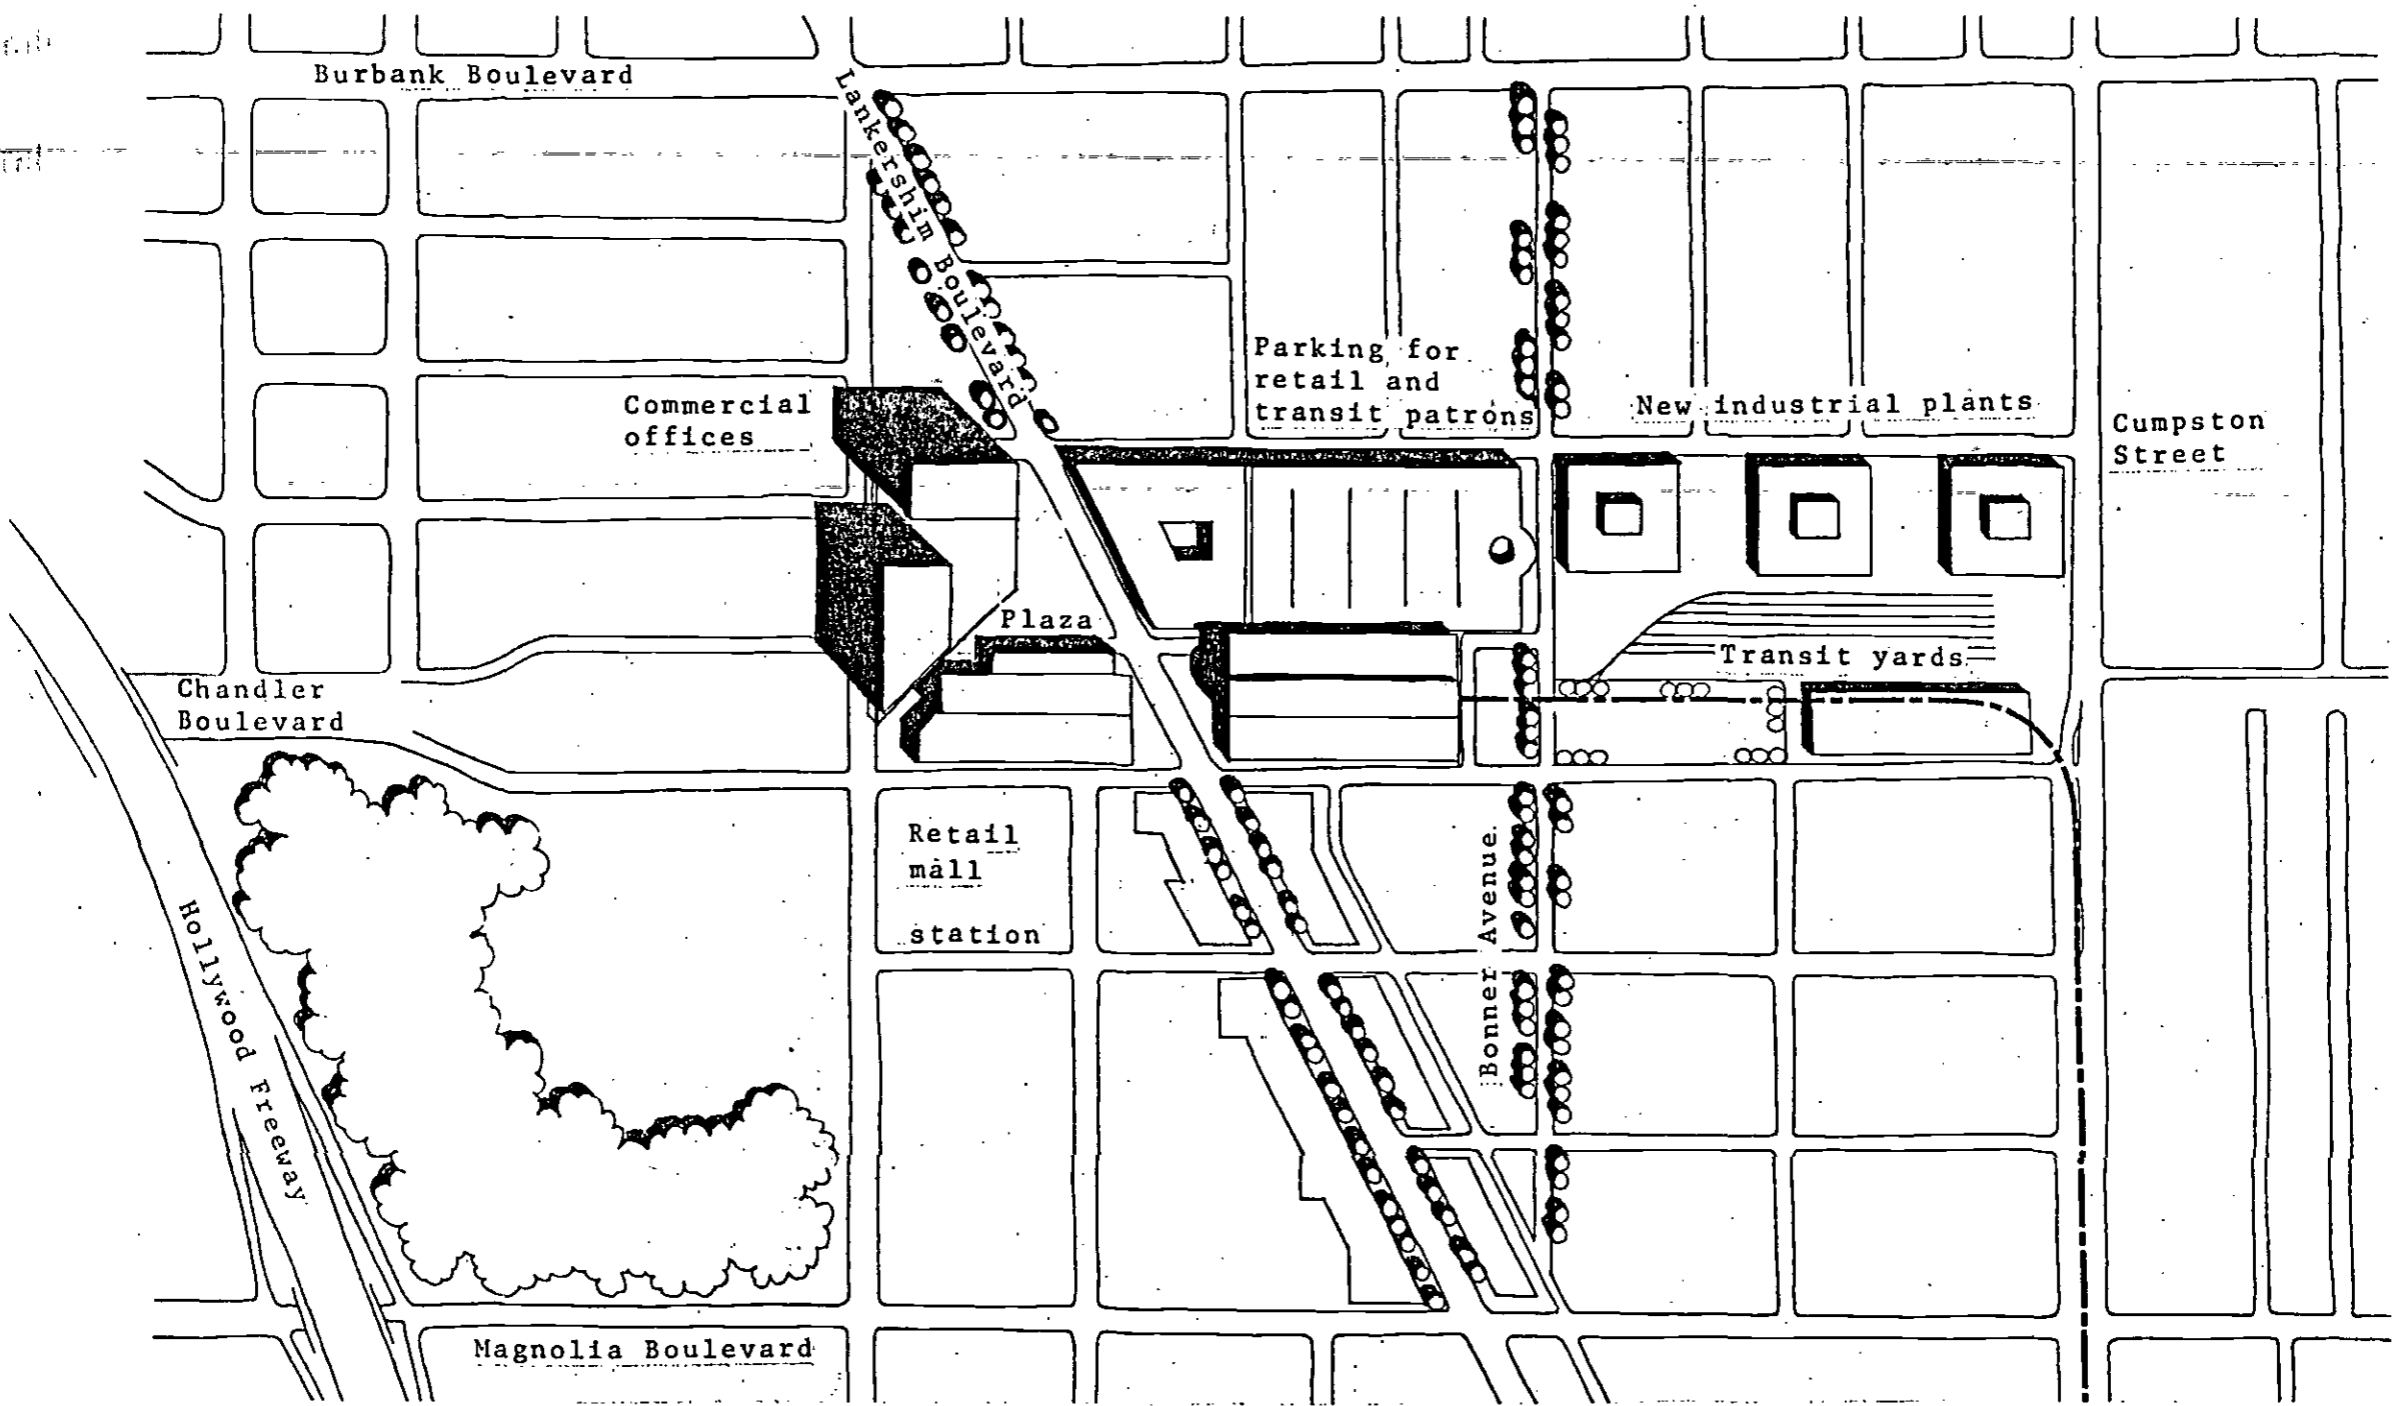 Burbank Boulevard
Lankershim Boulevard
Parking for
retail and
transit patrons
Commercial
offices
New industrial plants
Cumpston
Street
Plaza
Transit yards
Chandler
Boulevard
Retail
mall
station
Bonner Avenue
Hollywood Freeway
Magnolia Boulevard